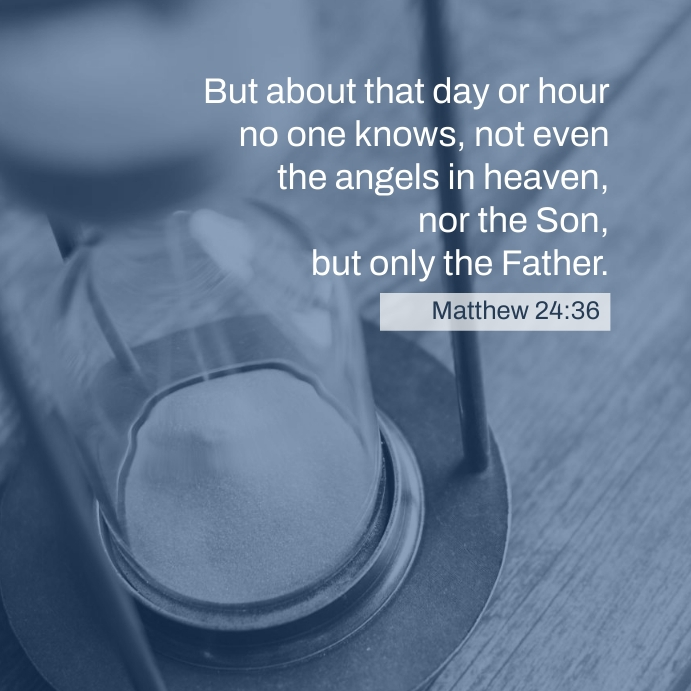 But about that day or hour
no one knows, not even
the angels in heaven,
nor the Son,
but only the Father.
Matthew 24:36